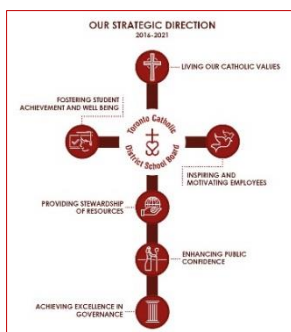 OUR STRATEGIC DIRECTION
2016-2021
LIVING OUR CATHOLIC VALUES
FOSTERING STUDENT
ACHIEVEMENT AND WELL BEING
Toronto Catholic
District School Board
INSPIRING AND
MOTIVATING EMPLOYEES
PROVIDING STEWARDSHIP
OF RESOURCES
ENHANCING PUBLIC
CONFIDENCE
ACHIEVING EXCELLENCE IN
GOVERNANCE